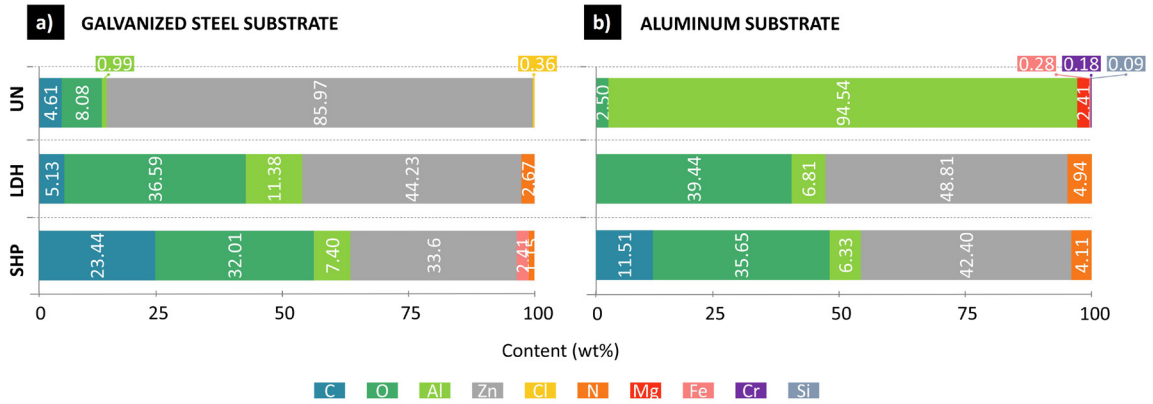 a) GALVANIZED STEEL SUBSTRATE
b) ALUMINUM SUBSTRATE
0.99 0.36
UN 4.61 8.08 85.97
LDH 5.13 36.59 11.38 44.23 2.67
SHP 23.44 32.01 7.40 33.6 2.41 1.15
0 25 50 75 100
0.28 0.18 0.09
2.50 94.54 2.41
39.44 6.81 48.81 4.94
11.51 35.65 6.33 42.40 4.11
0 25 50 75 100
Content (wt%)
C O Al Zn Cl N Mg Fe Cr Si